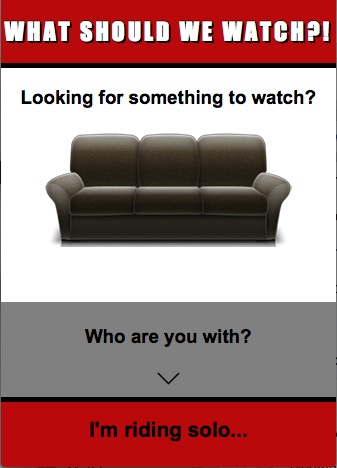 WHAT SHOULD WE WATCH?!
Looking for something to watch?
Who are you with?
I'm riding solo...